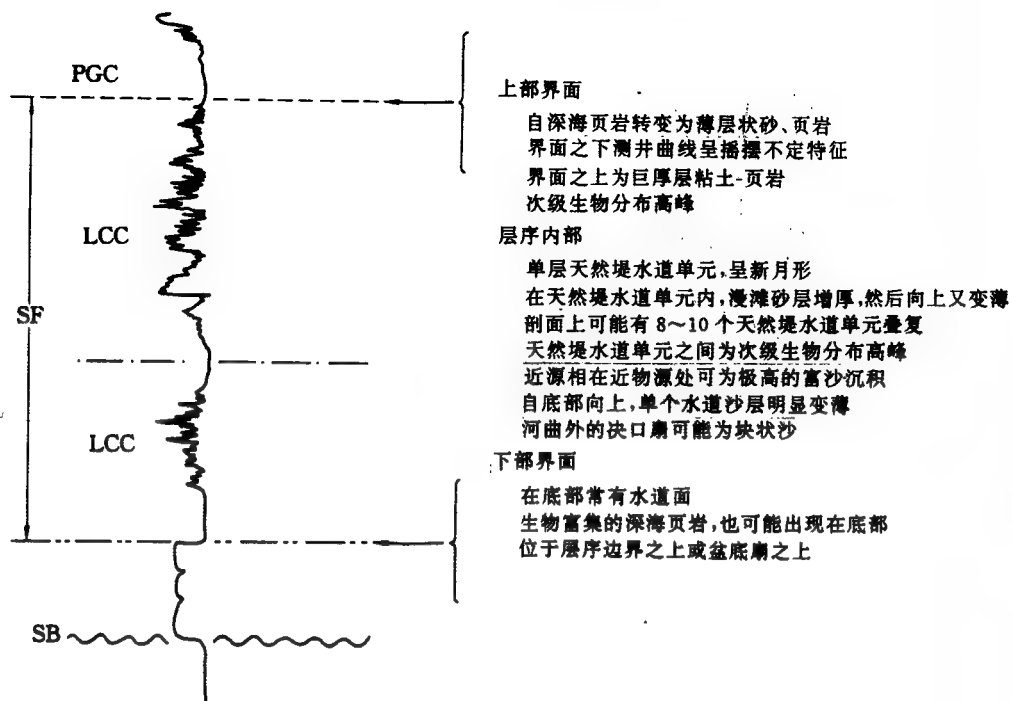 PGC
LCC
SF
LCC
SB
上部界面
自深海页岩转变为薄层状砂、页岩
界面之下测井曲线呈摇摆不定特征
界面之上为巨厚层粘土-页岩
次级生物分布高峰
层序内部
单层天然堤水道单元,呈新月形
在天然堤水道单元内,漫滩砂层增厚,然后向上又变薄
剖面上可能有8~10个天然堤水道单元叠复
天然堤水道单元之间为次级生物分布高峰
近源相在近物源处可为极高的富沙沉积
自底部向上,单个水道沙层明显变薄
河曲外的决口扇可能为块状沙
下部界面
在底部常有水道面
生物富集的深海页岩,也可能出现在底部
位于层序边界之上或盆底扇之上